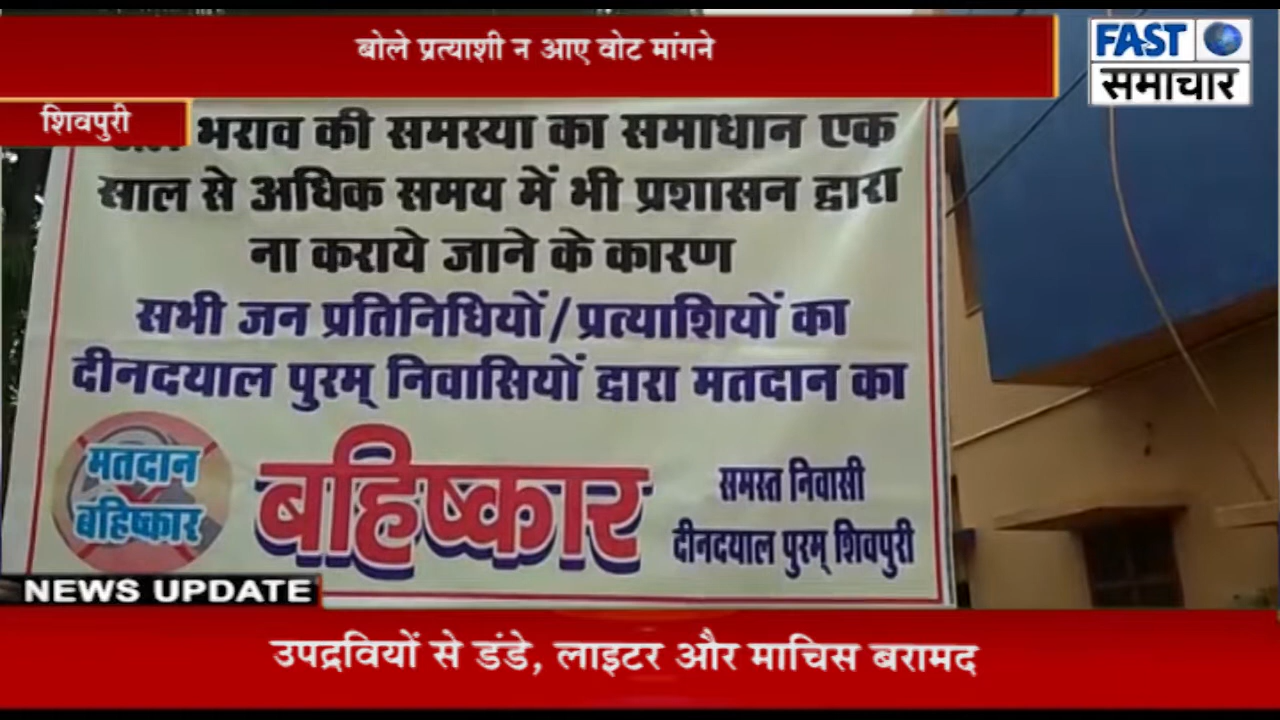 बोले प्रत्याशी न आए वोट मांगने
FAST
समाचार
शिवपुरी
भराव की समस्या का समाधान एक
साल से अधिक समय में भी प्रशासन द्वारा
ना कराये जाने के कारण
सभी जन प्रतिनिधियों/प्रत्याशियों का
दीनदयाल पुरम् निवासियों द्वारा मतदान का
मतदान
बहिष्कार
बहिष्कार
समस्त निवासी
दीनदयाल पुरम् शिवपुरी
NEWS UPDATE
उपद्रवियों से डंडे, लाइटर और माचिस बरामद